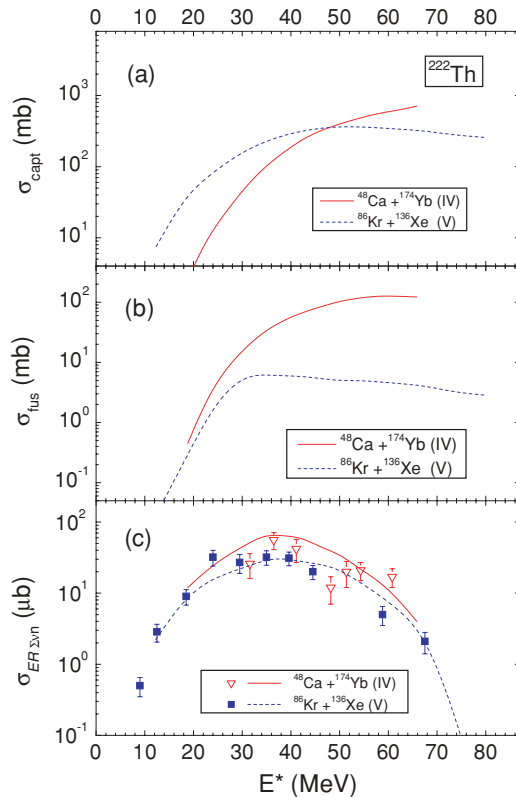 0 10 20 30 40 50 60 70 80
(a)
²²²Th
10³
10²
10¹
σcapt (mb)
⁴⁸Ca + ¹⁷⁴Yb (IV)
⁸⁶Kr + ¹³⁶Xe (V)
(b)
10²
10¹
10⁰
10⁻¹
σfus (mb)
⁴⁸Ca + ¹⁷⁴Yb (IV)
⁸⁶Kr + ¹³⁶Xe (V)
(c)
10²
10¹
10⁰
10⁻¹
σER Σνn (μb)
⁴⁸Ca + ¹⁷⁴Yb (IV)
⁸⁶Kr + ¹³⁶Xe (V)
0 10 20 30 40 50 60 70 80
E* (MeV)